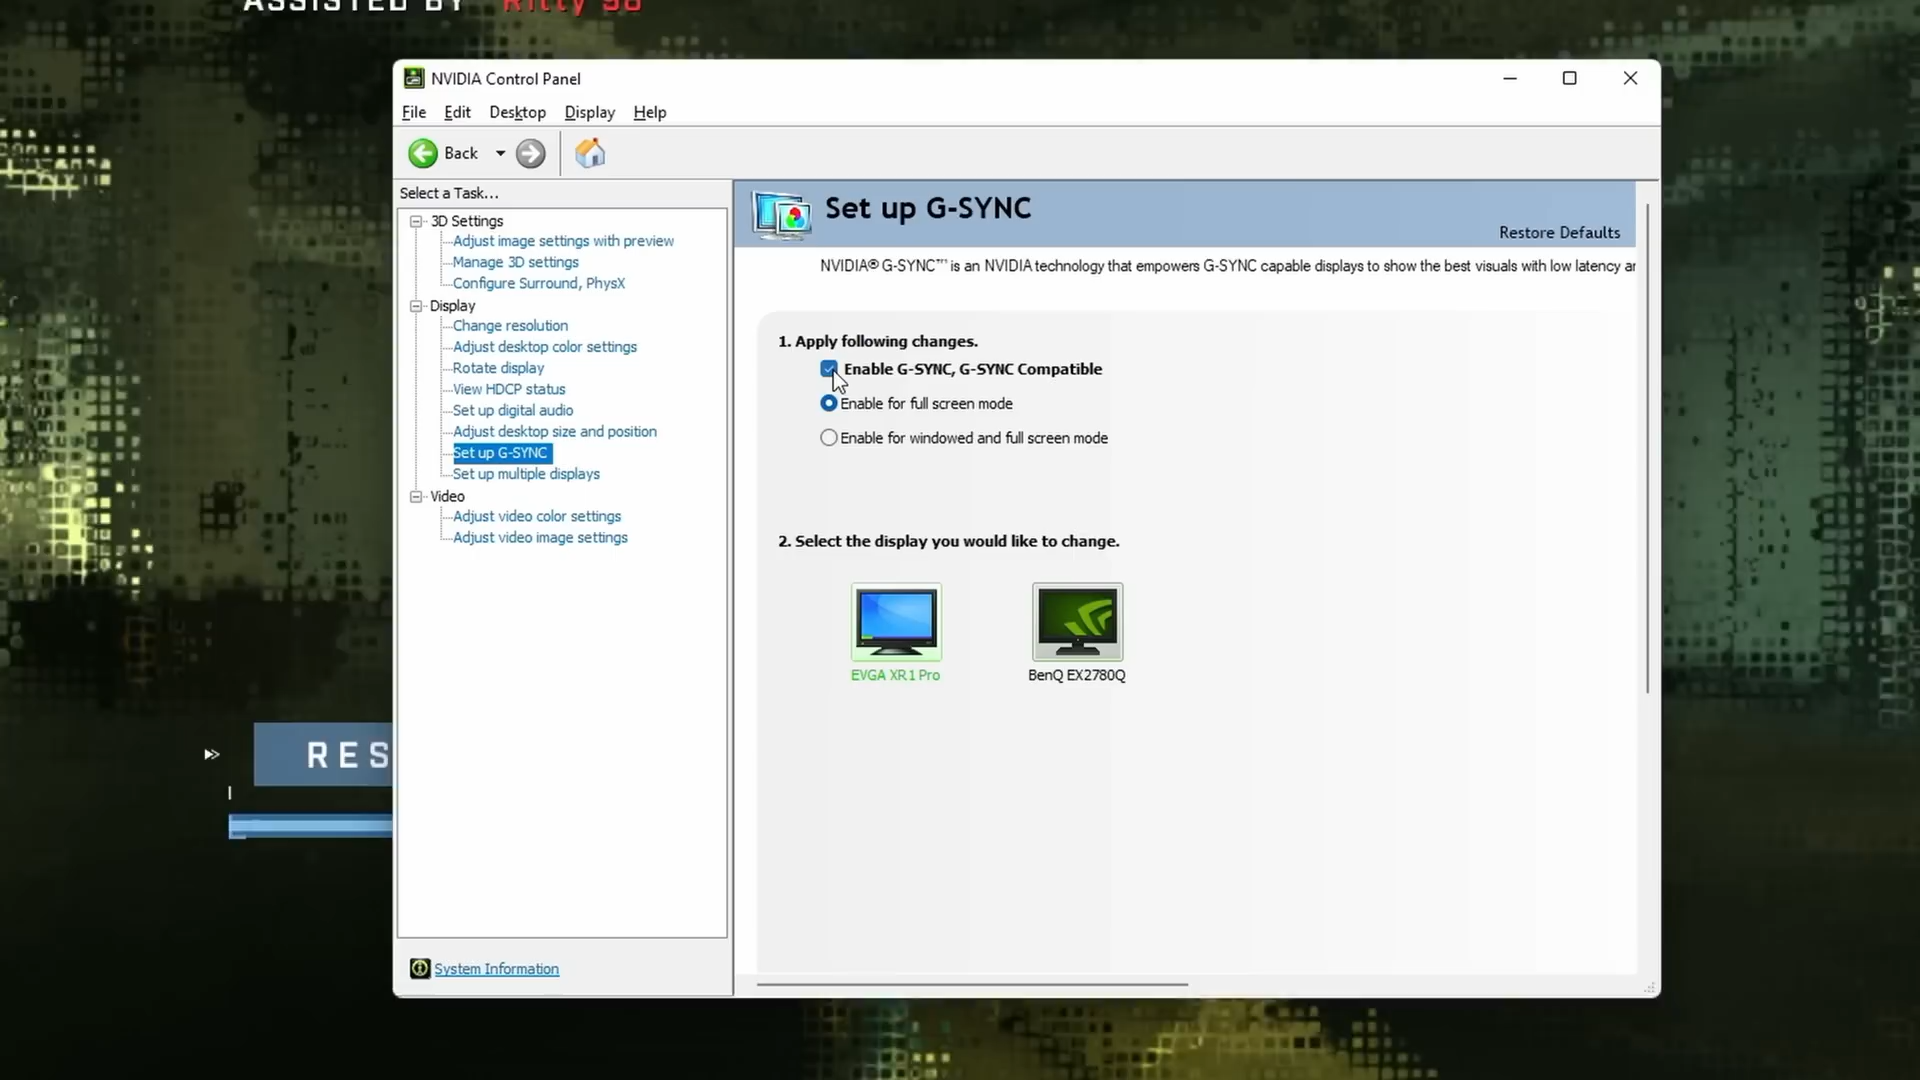 ASSISTED BY Ritty 98
NVIDIA Control Panel
File Edit Desktop Display Help
Back
Select a Task...
3D Settings
Adjust image settings with preview
Manage 3D settings
Configure Surround, PhysX
Display
Change resolution
Adjust desktop color settings
Rotate display
View HDCP status
Set up digital audio
Adjust desktop size and position
Set up G-SYNC
Set up multiple displays
Video
Adjust video color settings
Adjust video image settings
System Information
Set up G-SYNC
Restore Defaults
NVIDIA® G-SYNC™ is an NVIDIA technology that empowers G-SYNC capable displays to show the best visuals with low latency ar
1. Apply following changes.
Enable G-SYNC, G-SYNC Compatible
Enable for full screen mode
Enable for windowed and full screen mode
2. Select the display you would like to change.
EVGA XR1 Pro
BenQ EX2780Q
RES